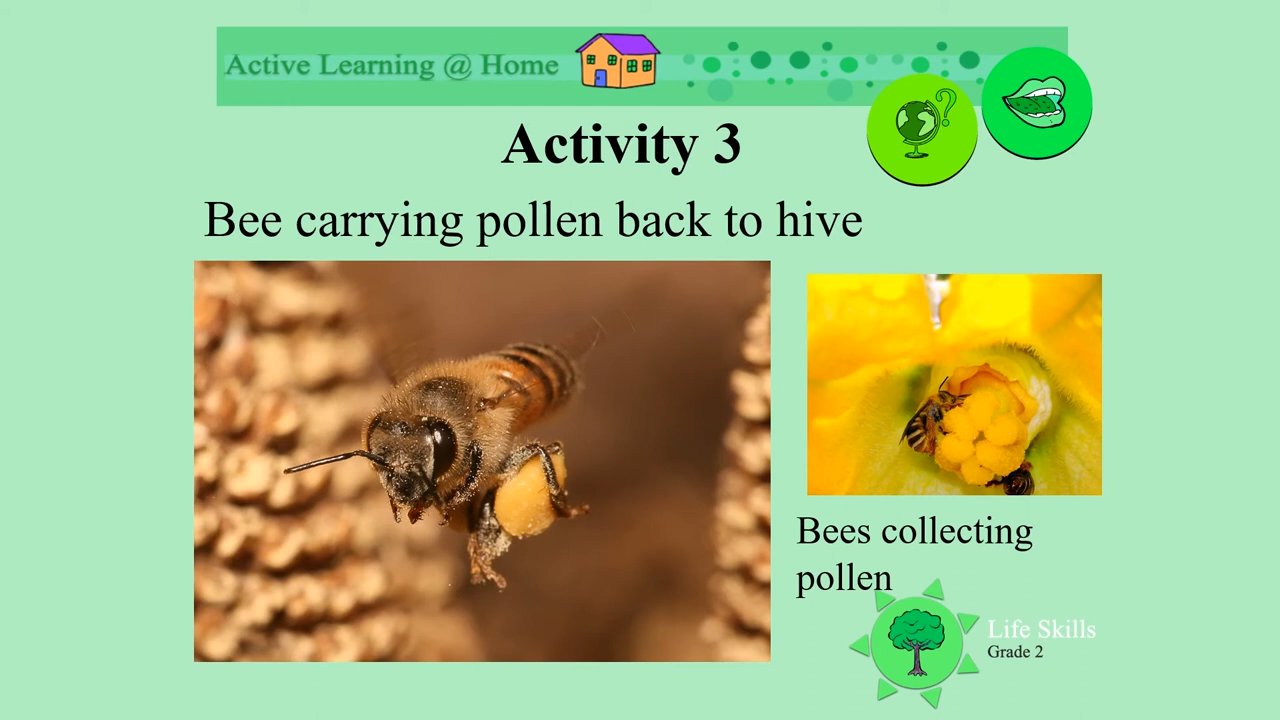 Active Learning @ Home
Activity 3
Bee carrying pollen back to hive
Bees collecting
pollen
Life Skills
Grade 2